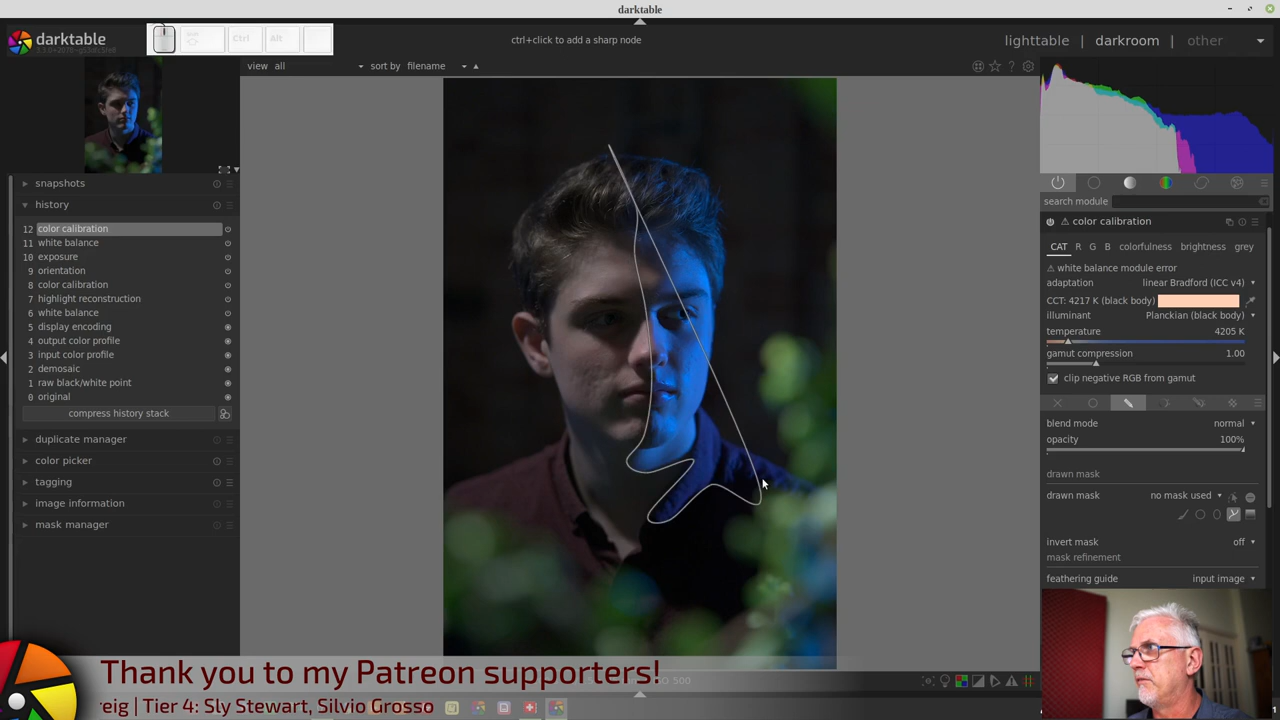 darktable
darktable
Ctrl
Alt
ctrl+click to add a sharp node
lighttable | darkroom | other
view all
sort by filename
?
snapshots
history
12 color calibration
11 white balance
10 exposure
9 orientation
8 color calibration
7 highlight reconstruction
6 white balance
5 display encoding
4 output color profile
3 input color profile
2 demosaic
1 raw black/white point
0 original
compress history stack
duplicate manager
color picker
tagging
image information
mask manager
search module
color calibration
CAT R G B colorfulness brightness grey
white balance module error
adaptation linear Bradford (ICC v4)
CCT: 4217 K (black body)
illuminant Planckian (black body)
temperature 4205 K
gamut compression 1.00
clip negative RGB from gamut
blend mode normal
opacity 100%
drawn mask
drawn mask no mask used
invert mask off
mask refinement
feathering guide input image
Thank you to my Patreon supporters!
reig | Tier 4: Sly Stewart, Silvio Grosso
ISO 500